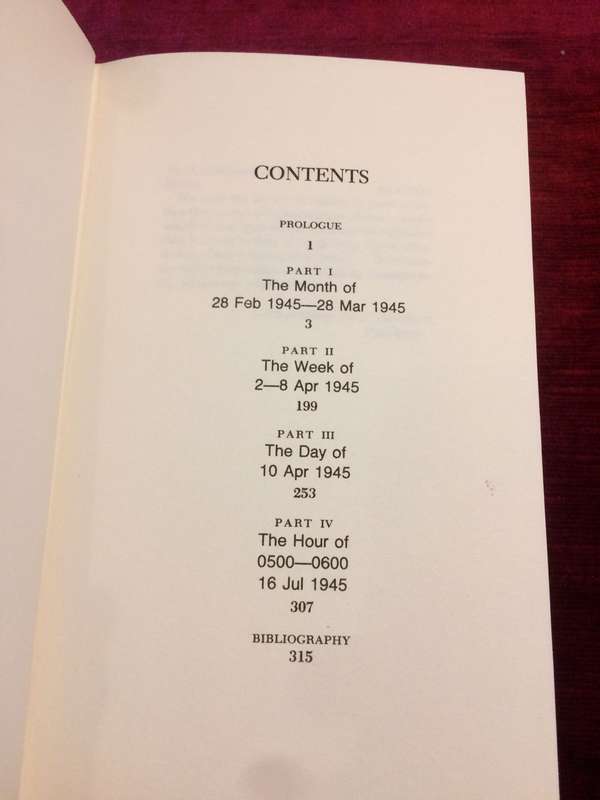 CONTENTS
PROLOGUE
1
PART I
The Month of
28 Feb 1945—28 Mar 1945
3
PART II
The Week of
2—8 Apr 1945
199
PART III
The Day of
10 Apr 1945
253
PART IV
The Hour of
0500—0600
16 Jul 1945
307
BIBLIOGRAPHY
315